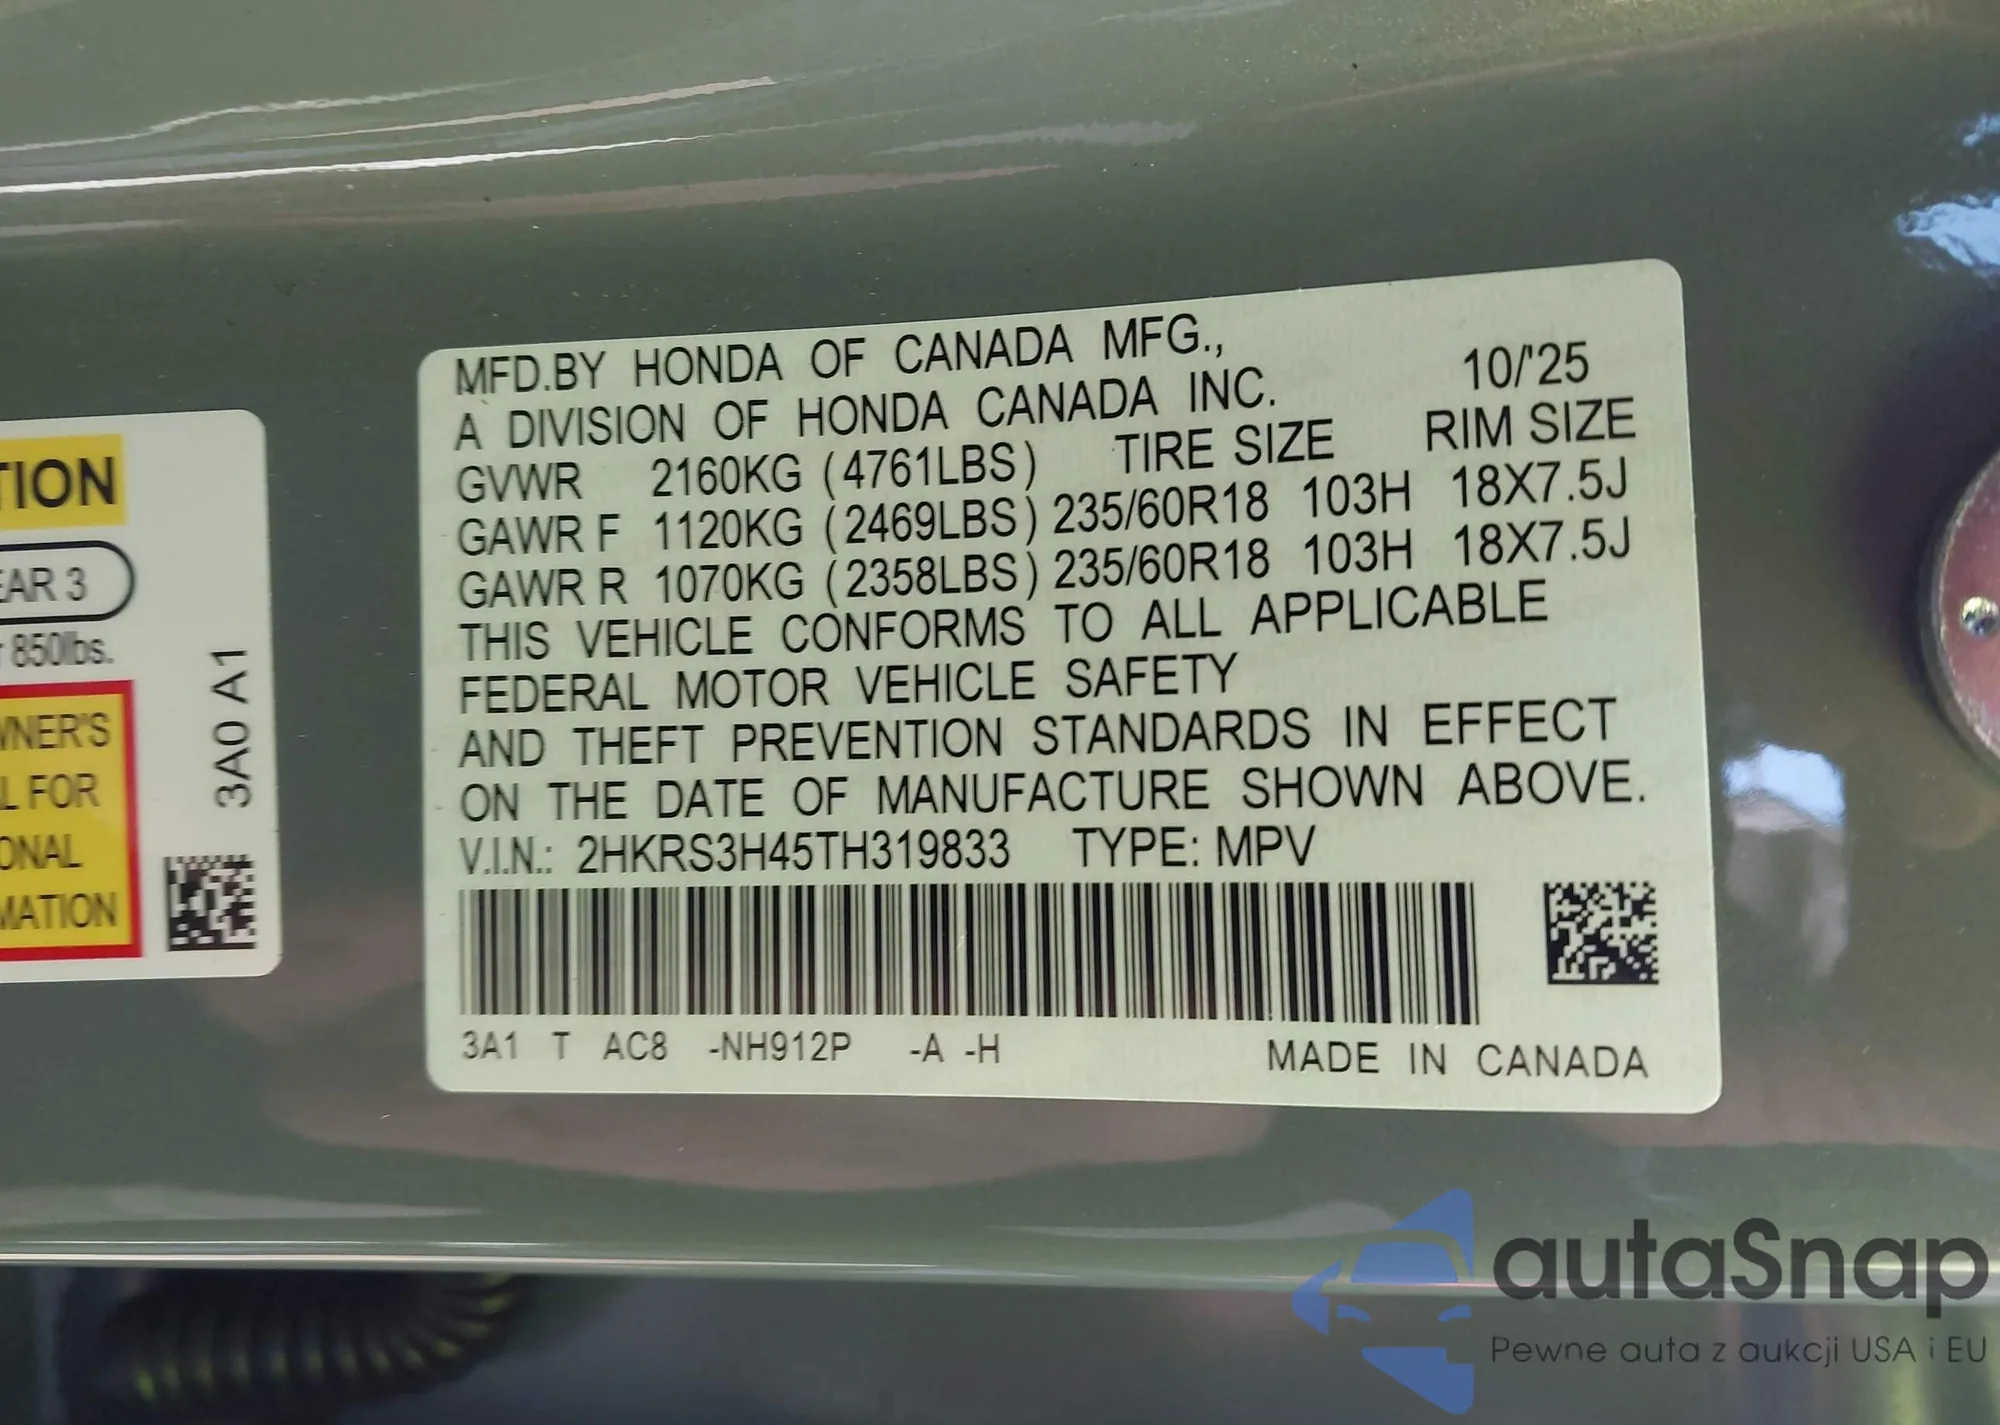 TION
EAR 3
850lbs.
WNER'S
L FOR
ONAL
MATION
3A0 A1
MFD.BY HONDA OF CANADA MFG.,
A DIVISION OF HONDA CANADA INC. 10/'25
GVWR 2160KG (4761LBS) TIRE SIZE RIM SIZE
GAWR F 1120KG (2469LBS) 235/60R18 103H 18X7.5J
GAWR R 1070KG (2358LBS) 235/60R18 103H 18X7.5J
THIS VEHICLE CONFORMS TO ALL APPLICABLE
FEDERAL MOTOR VEHICLE SAFETY
AND THEFT PREVENTION STANDARDS IN EFFECT
ON THE DATE OF MANUFACTURE SHOWN ABOVE.
V.I.N.: 2HKRS3H45TH319833 TYPE: MPV
3A1 T AC8 -NH912P -A -H MADE IN CANADA
autaSnap
Pewne auta z aukcji USA i EU